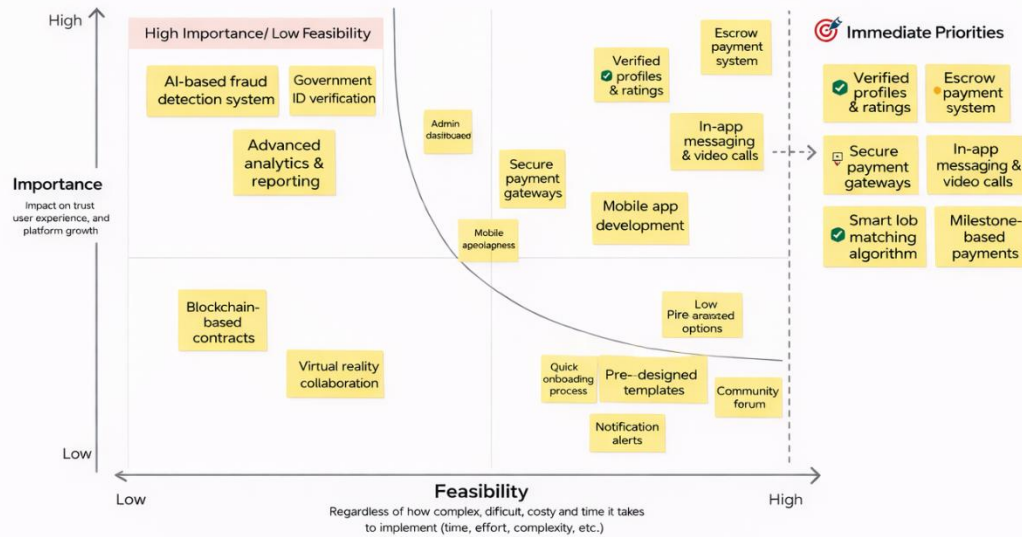 High
High Importance/ Low Feasibility
AI-based fraud
detection system
Government
ID verification
Advanced
analytics &
reporting
Admin
Verified
profiles
& ratings
Escrow
payment
system
In-app
messaging
& video calls
Secure
payment
gateways
Mobile app
development
Mobile
Importance
Impact on trust
user experience, and
platform growth
Blockchain-
based
contracts
Virtual reality
collaboration
Low
options
Quick
onboading
process
Pre--designed
templates
Community
forum
Notification
alerts
Low
Low
Feasibility
High
Regardless of how complex, dificult, costy and time it takes
to implement (time, effort, complexity, etc.)
Immediate Priorities
Verified
profiles
& ratings
Escrow
payment
system
Secure
payment
gateways
In-app
messaging &
video calls
Smart lob
matching
algorithm
Milestone-
based
payments